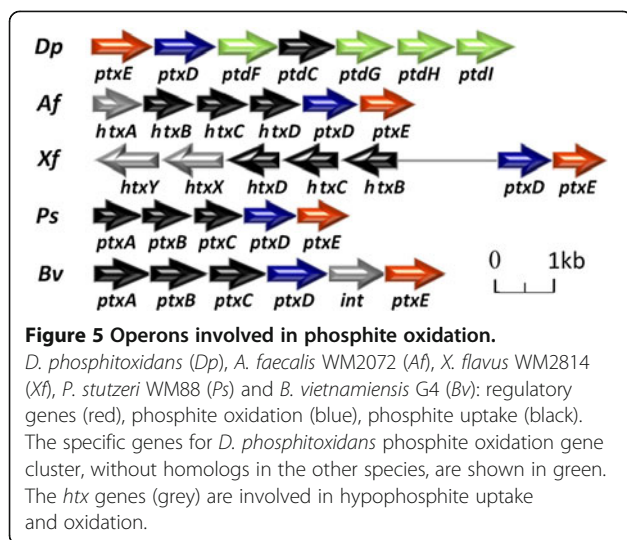 Dp
ptxE ptxD ptdF ptdC ptdG ptdH ptdI
Af
htxA htxB htxC htxD ptxD ptxE
Xf
htxY htxX htxD htxC htxB ptxD ptxE
Ps
ptxA ptxB ptxC ptxD ptxE
0 1kb
Bv
ptxA ptxB ptxC ptxD int ptxE
Figure 5 Operons involved in phosphite oxidation.
D. phosphitoxidans (Dp), A. faecalis WM2072 (Af), X. flavus WM2814
(Xf), P. stutzeri WM88 (Ps) and B. vietnamiensis G4 (Bv): regulatory
genes (red), phosphite oxidation (blue), phosphite uptake (black).
The specific genes for D. phosphitoxidans phosphite oxidation gene
cluster, without homologs in the other species, are shown in green.
The htx genes (grey) are involved in hypophosphite uptake
and oxidation.